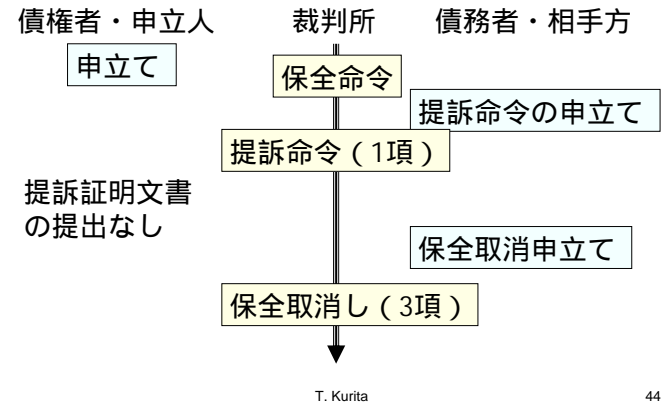 債権者・申立人
裁判所
債務者・相手方
申立て
保全命令
提訴命令の申立て
提訴命令（1項）
提訴証明文書
の提出なし
保全取消申立て
保全取消し（3項）
T. Kurita
44